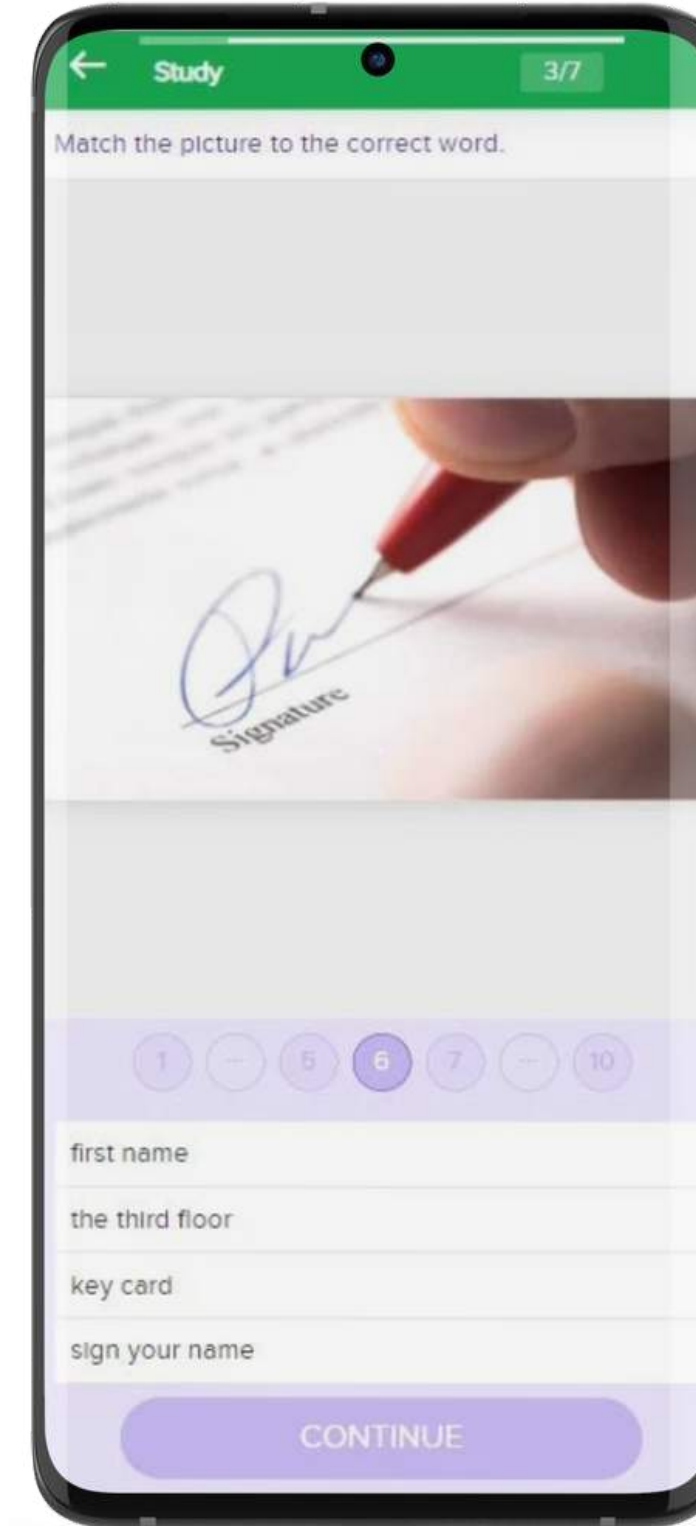 Study
3/7
Match the picture to the correct word.
Signature
1 ... 5 6 7 ... 10
first name
the third floor
key card
sign your name
CONTINUE